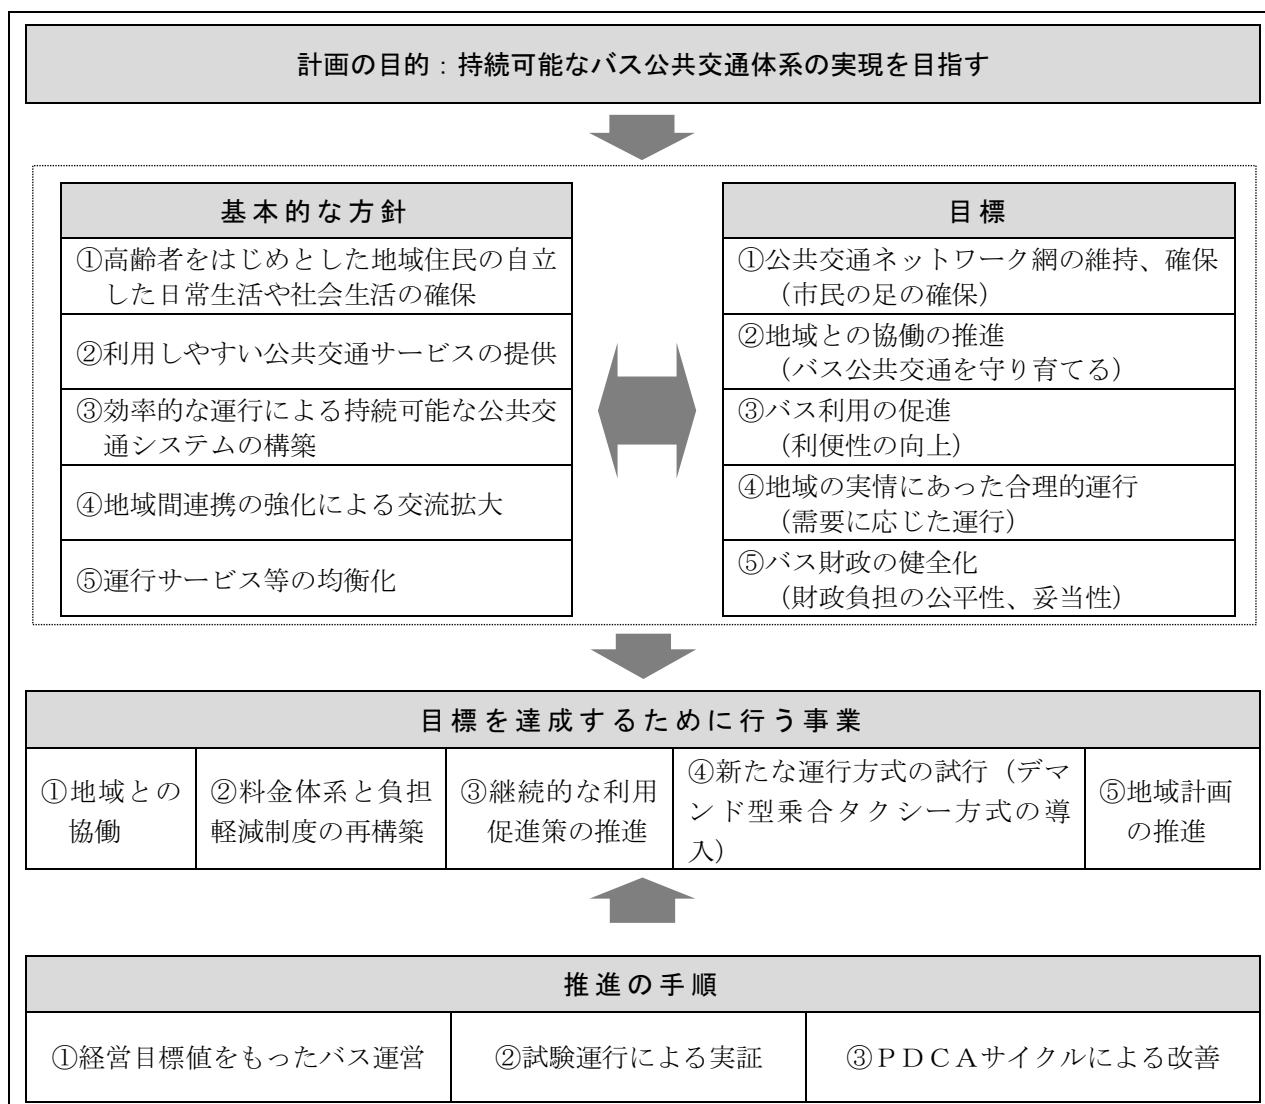 計画の目的：持続可能なバス公共交通体系の実現を目指す
基本的な方針
①高齢者をはじめとした地域住民の自立
した日常生活や社会生活の確保
②利用しやすい公共交通サービスの提供
③効率的な運行による持続可能な公共交
通システムの構築
④地域間連携の強化による交流拡大
⑤運行サービス等の均衡化
目標
①公共交通ネットワーク網の維持、確保
（市民の足の確保）
②地域との協働の推進
（バス公共交通を守り育てる）
③バス利用の促進
（利便性の向上）
④地域の実情にあった合理的運行
（需要に応じた運行）
⑤バス財政の健全化
（財政負担の公平性、妥当性）
目標を達成するために行う事業
①地域との
協働
②料金体系と負担
軽減制度の再構築
③継続的な利用
促進策の推進
④新たな運行方式の試行（デマ
ンド型乗合タクシー方式の導
入）
⑤地域計画
の推進
推進の手順
①経営目標値をもったバス運営
②試験運行による実証
③ＰＤＣＡサイクルによる改善